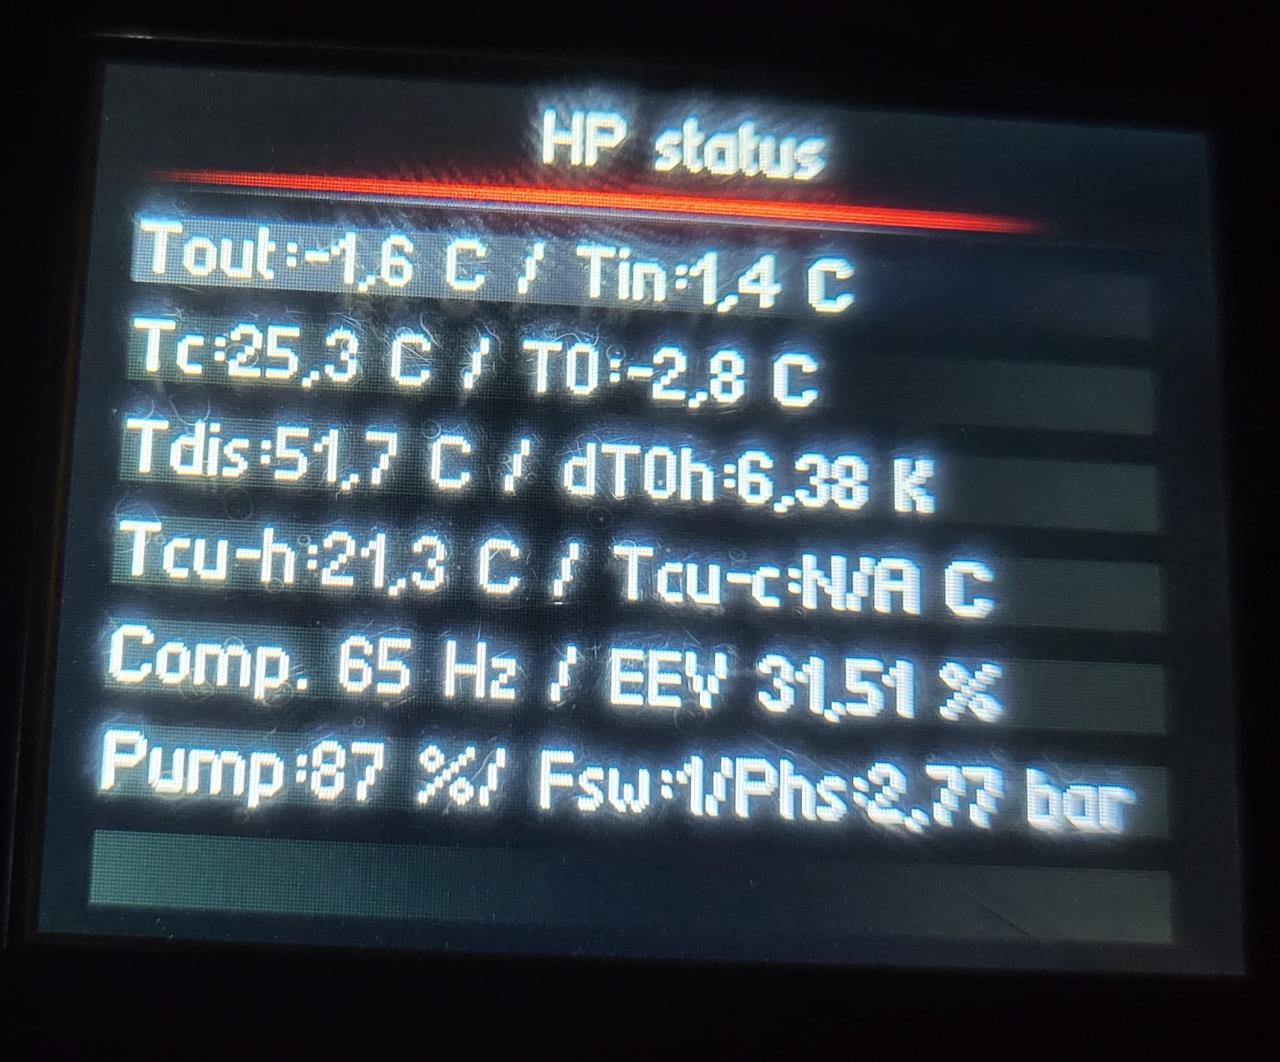 HP status
Tout:-1,6 C / Tin:1,4 C
Tc:25,3 C / T0:-2,8 C
Tdis:51,7 C / dT0h:6,38 K
Tcu-h:21,3 C / Tcu-c:N/A C
Comp. 65 Hz / EEV 31,51 %
Pump:87 %/ Fsw:1/Phs:2,77 bar